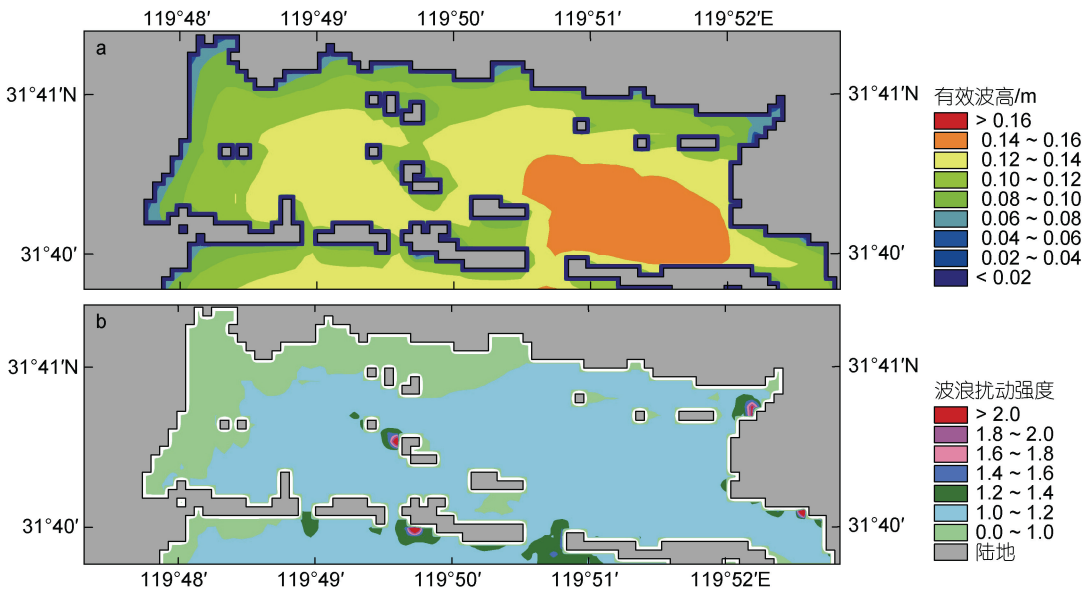 119°48′ 119°49′ 119°50′ 119°51′ 119°52′E
a
31°41′N 31°41′N
31°40′ 31°40′
有效波高/m
> 0.16
0.14 ~ 0.16
0.12 ~ 0.14
0.10 ~ 0.12
0.08 ~ 0.10
0.06 ~ 0.08
0.04 ~ 0.06
0.02 ~ 0.04
< 0.02
b
31°41′N 31°41′N
31°40′ 31°40′
波浪扰动强度
> 2.0
1.8 ~ 2.0
1.6 ~ 1.8
1.4 ~ 1.6
1.2 ~ 1.4
1.0 ~ 1.2
0.0 ~ 1.0
陆地
119°48′ 119°49′ 119°50′ 119°51′ 119°52′E